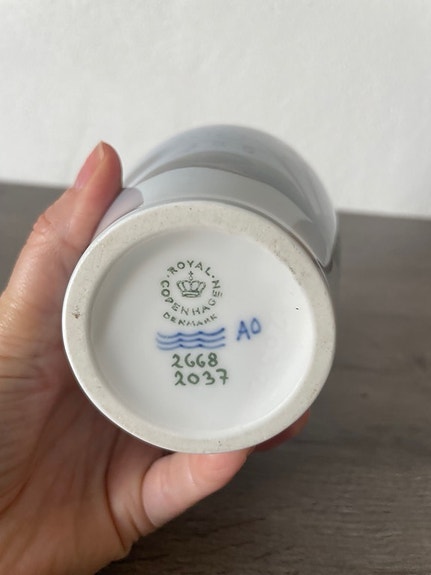 ROYAL
COPENHAGEN
DENMARK
AO
2668
2037